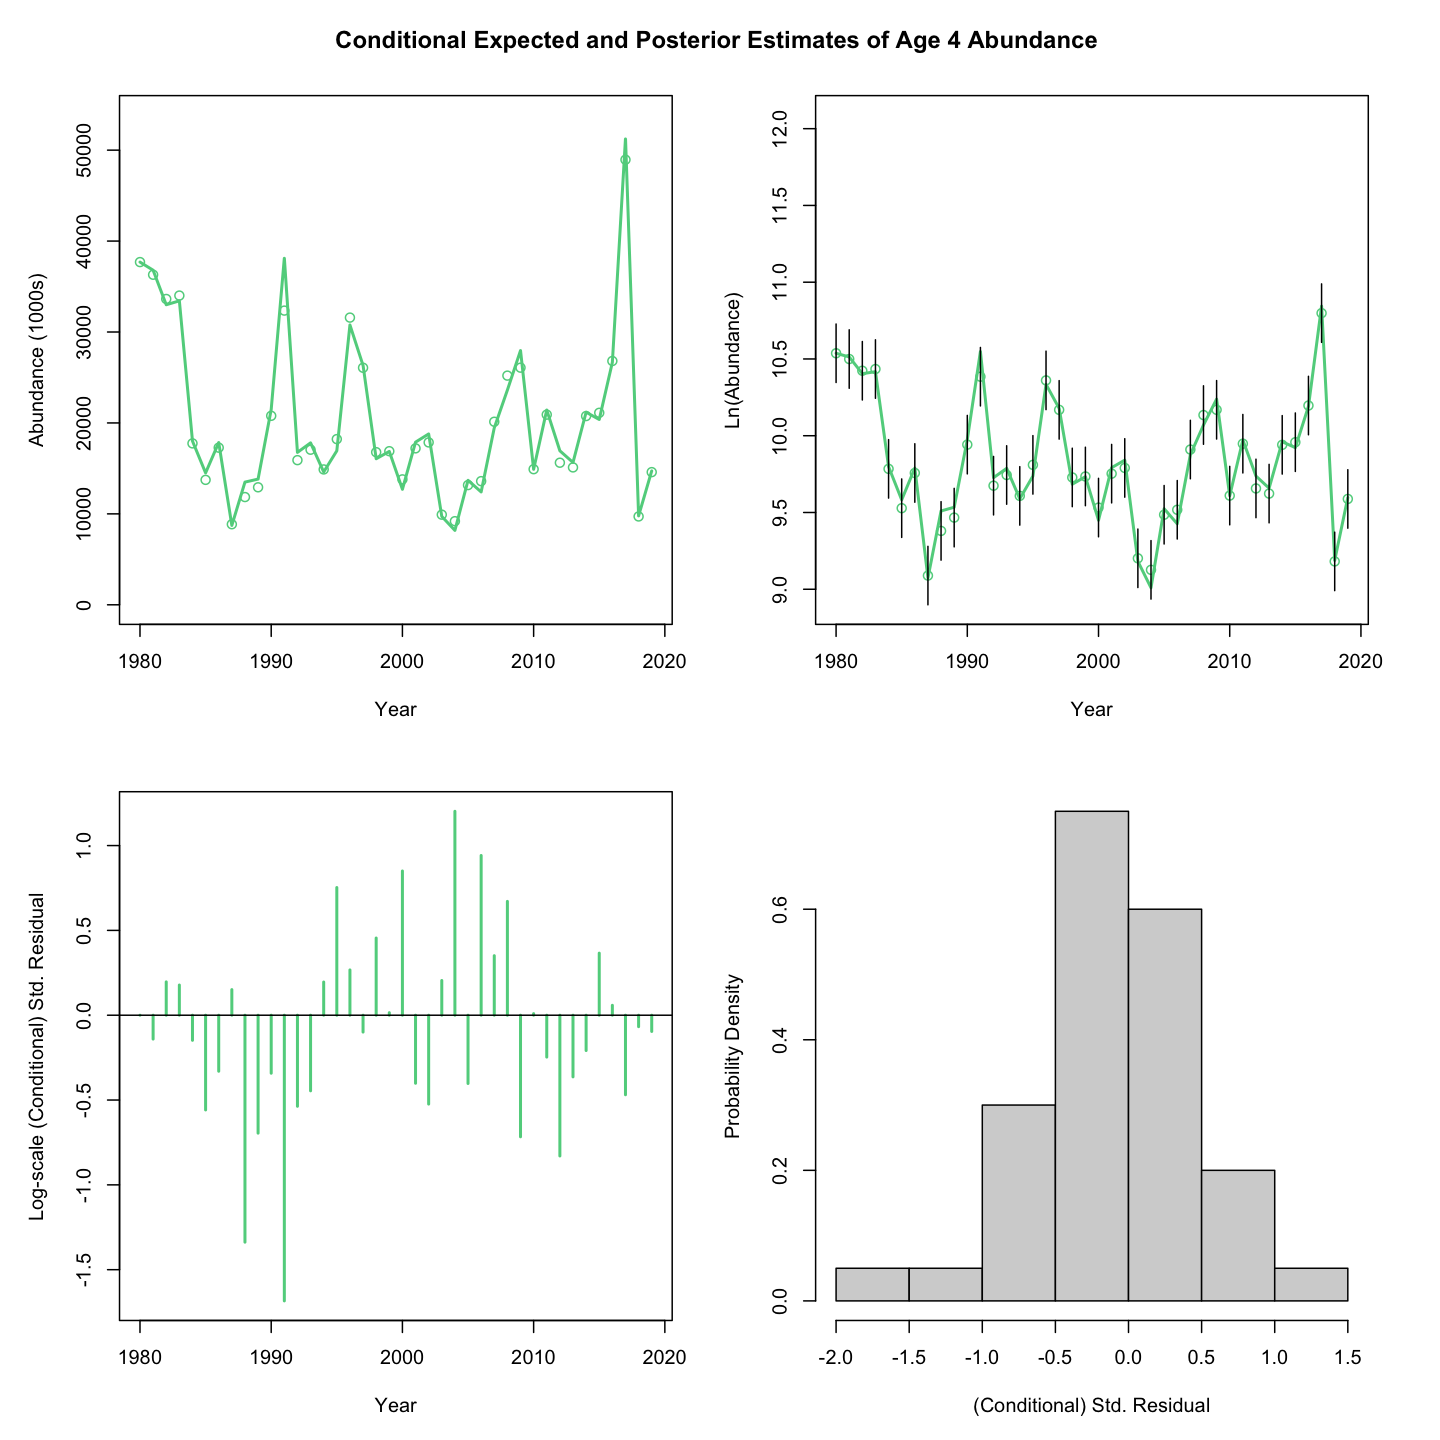 Conditional Expected and Posterior Estimates of Age 4 Abundance
Abundance (1000s)
50000
40000
30000
20000
10000
0
1980 1990 2000 2010 2020
Year
Ln(Abundance)
12.0
11.5
11.0
10.5
10.0
9.5
9.0
1980 1990 2000 2010 2020
Year
Log-scale (Conditional) Std. Residual
1.0
0.5
0.0
-0.5
-1.0
-1.5
1980 1990 2000 2010 2020
Year
Probability Density
0.6
0.4
0.2
0.0
-2.0 -1.5 -1.0 -0.5 0.0 0.5 1.0 1.5
(Conditional) Std. Residual